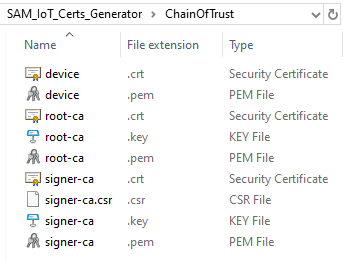 SAM_IoT_Certs_Generator > ChainOfTrust
Name File extension Type
device .crt Security Certificate
device .pem PEM File
root-ca .crt Security Certificate
root-ca .key KEY File
root-ca .pem PEM File
signer-ca .crt Security Certificate
signer-ca.csr .csr CSR File
signer-ca .key KEY File
signer-ca .pem PEM File